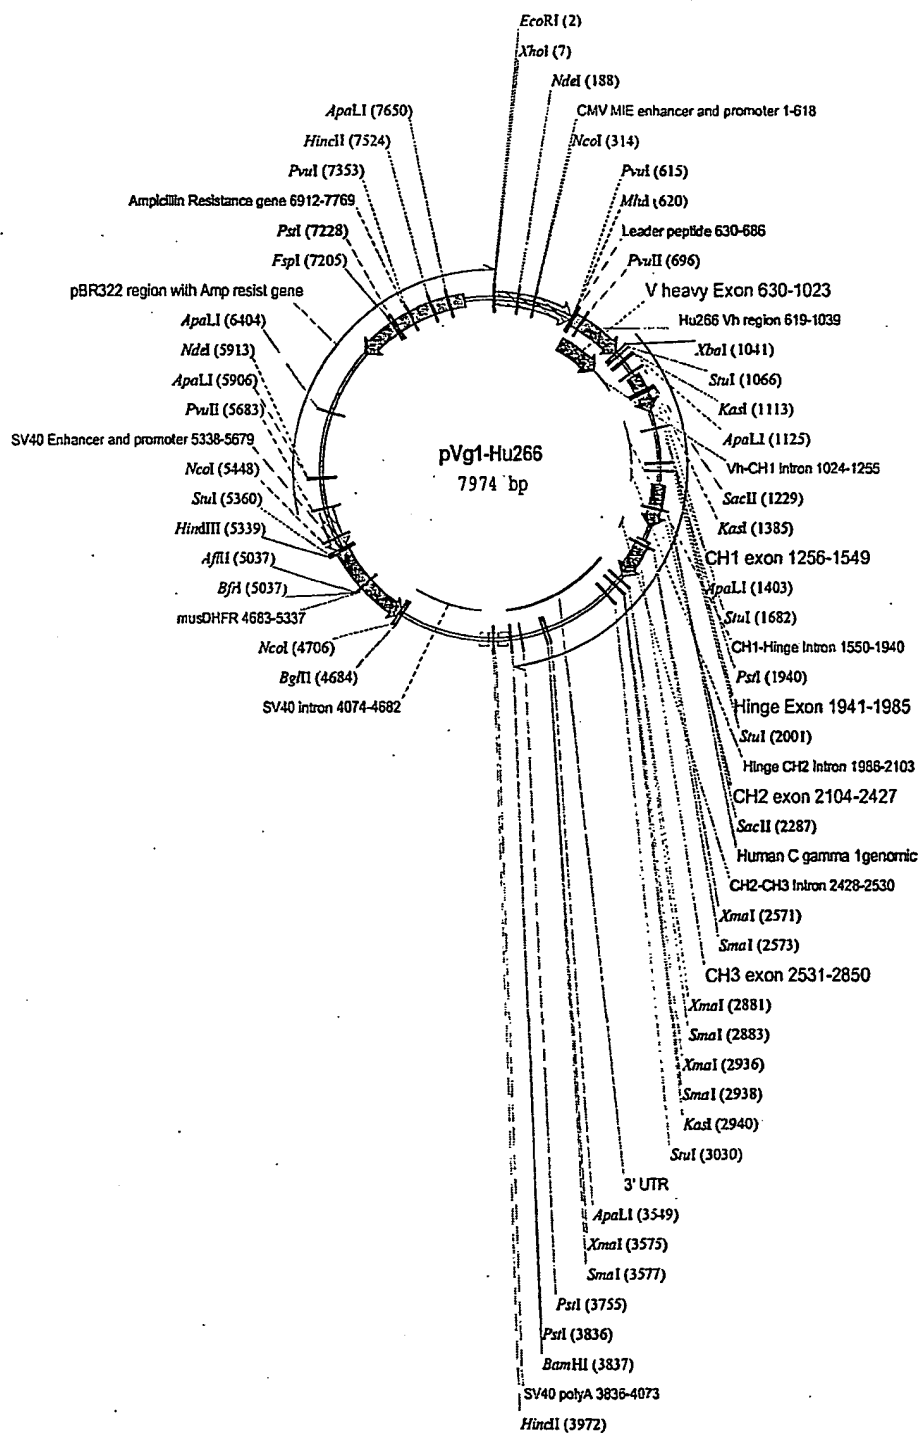 EcoRI (2)
XhoI (7)
NdeI (188)
CMV MIE enhancer and promoter 1-618
NcoI (314)
PvuI (615)
MluI (620)
Leader peptide 630-686
PvuII (696)
V heavy Exon 630-1023
Hu266 Vh region 619-1039
XbaI (1041)
StuI (1066)
KasI (1113)
ApaLI (1125)
Vh-CH1 Intron 1024-1255
SacII (1229)
KasI (1385)
CH1 exon 1256-1549
ApaLI (1403)
StuI (1682)
CH1-Hinge Intron 1550-1940
PstI (1940)
Hinge Exon 1941-1985
StuI (2001)
Hinge CH2 Intron 1986-2103
CH2 exon 2104-2427
SacII (2287)
Human C gamma 1genomic
CH2-CH3 Intron 2428-2530
XmaI (2571)
SmaI (2573)
CH3 exon 2531-2850
XmaI (2881)
SmaI (2883)
XmaI (2936)
SmaI (2938)
KasI (2940)
StuI (3030)
3' UTR
ApaLI (3549)
XmaI (3575)
SmaI (3577)
PstI (3755)
PstI (3836)
BamHI (3837)
SV40 polyA 3836-4073
HincII (3972)
SV40 intron 4074-4682
BglII (4684)
NcoI (4706)
musDHFR 4683-5337
BfrI (5037)
AflII (5037)
HindIII (5339)
StuI (5360)
NcoI (5448)
SV40 Enhancer and promoter 5338-5679
PvuII (5683)
ApaLI (5906)
NdeI (5913)
ApaLI (6404)
pBR322 region with Amp resist gene
FspI (7205)
PstI (7228)
Ampicillin Resistance gene 6912-7769
PvuI (7353)
HincII (7524)
ApaLI (7650)
pVg1-Hu266
7974 bp